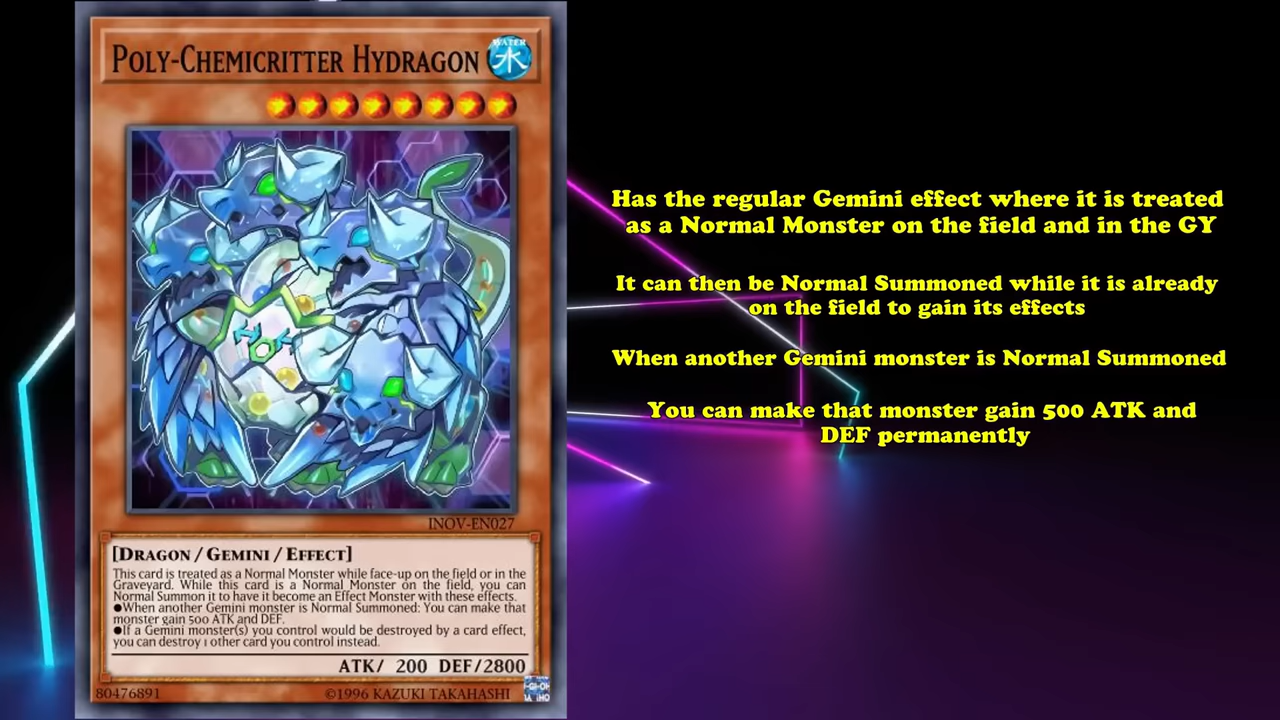 POLY-CHEMICRITTER HYDRAGON
WATER
水
INOV-EN027
[DRAGON / GEMINI / EFFECT]
This card is treated as a Normal Monster while face-up on the field or in the
Graveyard. While this card is a Normal Monster on the field, you can
Normal Summon it to have it become an Effect Monster with these effects.
●When another Gemini monster is Normal Summoned: You can make that
monster gain 500 ATK and DEF.
●If a Gemini monster(s) you control would be destroyed by a card effect,
you can destroy 1 other card you control instead.
ATK/ 200 DEF/2800
80476891
©1996 KAZUKI TAKAHASHI
Has the regular Gemini effect where it is treated
as a Normal Monster on the field and in the GY
It can then be Normal Summoned while it is already
on the field to gain its effects
When another Gemini monster is Normal Summoned
You can make that monster gain 500 ATK and
DEF permanently